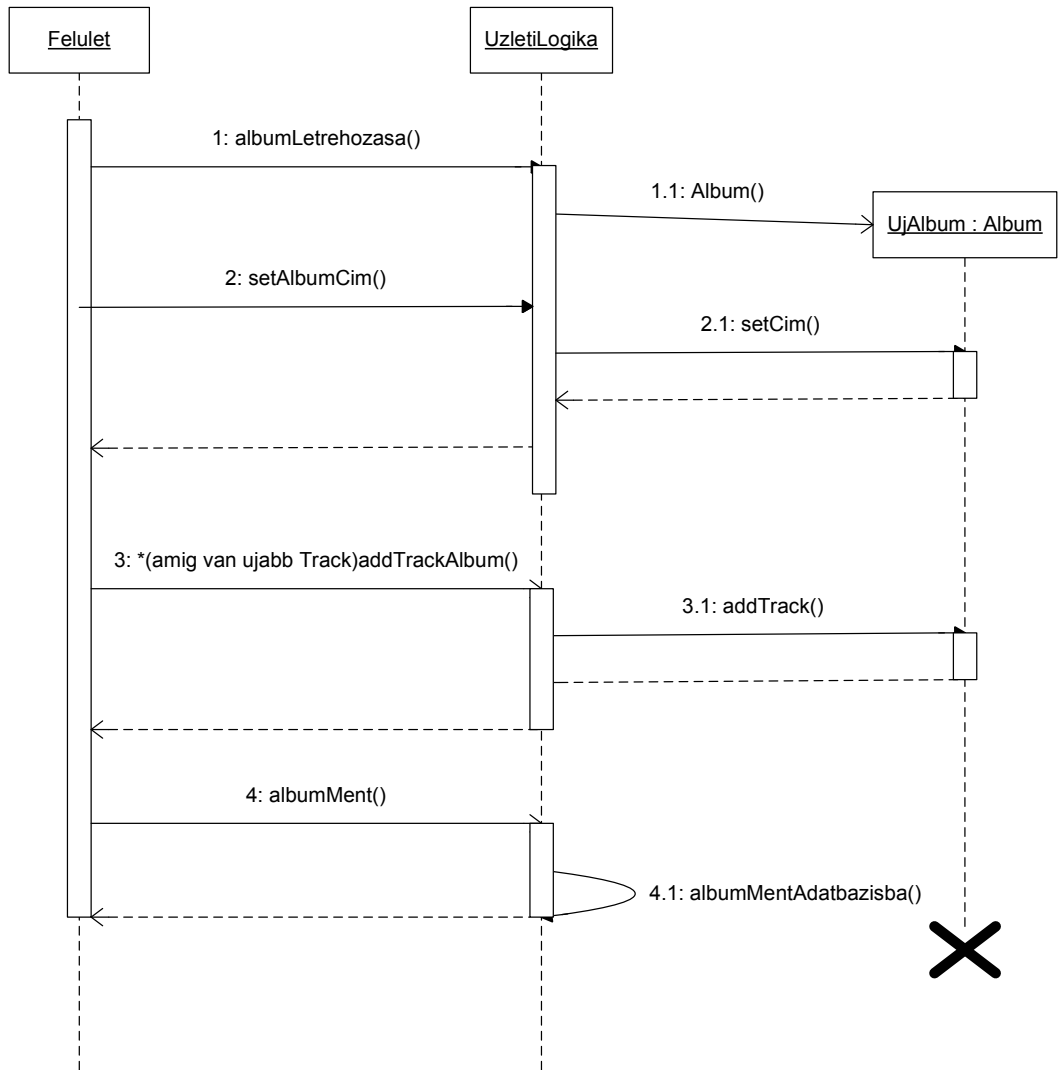 Felulet
UzletiLogika
1: albumLetrehozasa()
1.1: Album()
UjAlbum : Album
2: setAlbumCim()
2.1: setCim()
3: *(amig van ujabb Track)addTrackAlbum()
3.1: addTrack()
4: albumMent()
4.1: albumMentAdatbazisba()